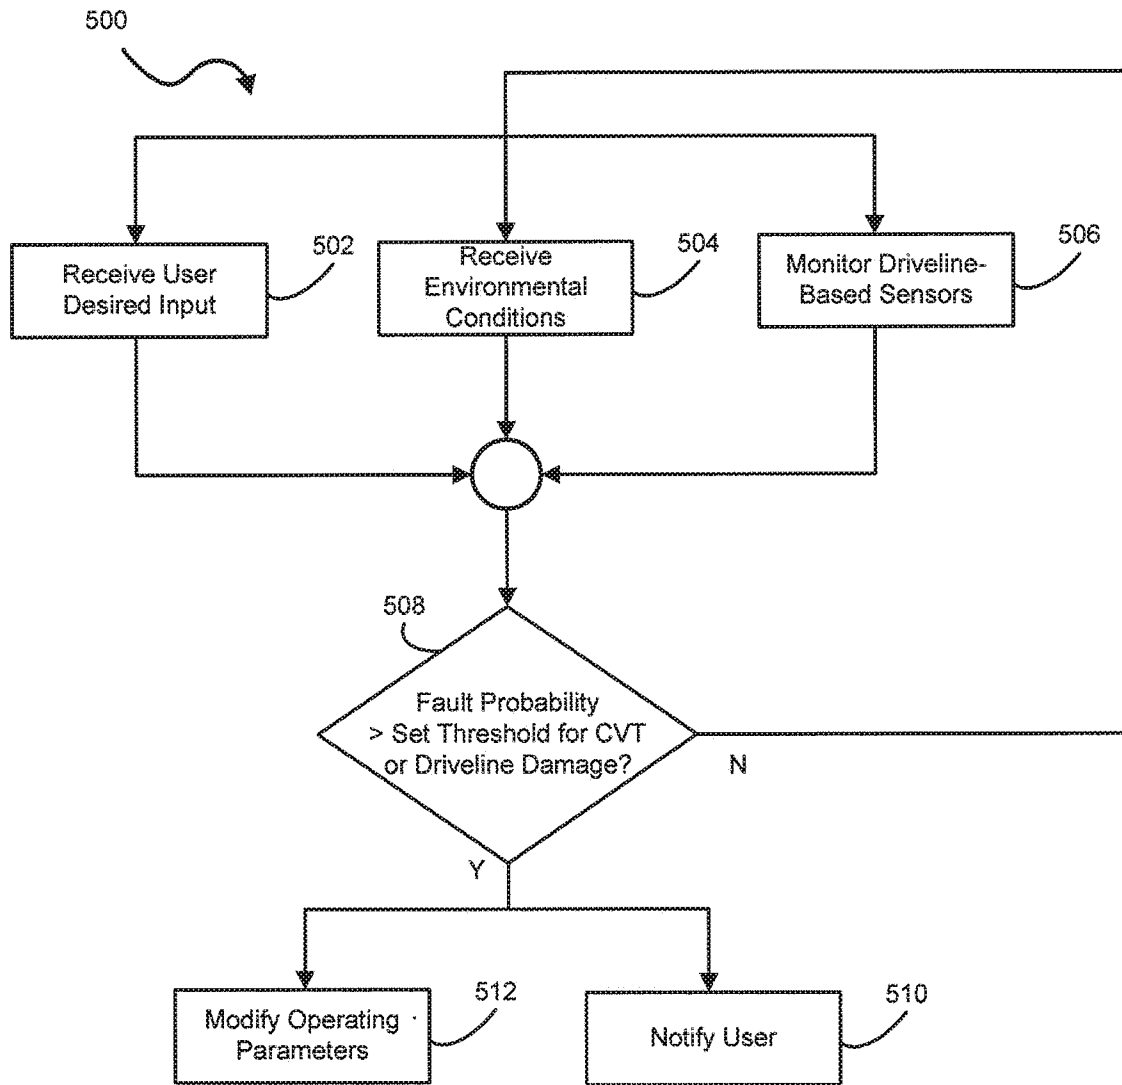 500
502
Receive User
Desired Input
504
Receive
Environmental
Conditions
506
Monitor Driveline-
Based Sensors
508
Fault Probability
> Set Threshold for CVT
or Driveline Damage?
N
Y
512
Modify Operating
Parameters
510
Notify User